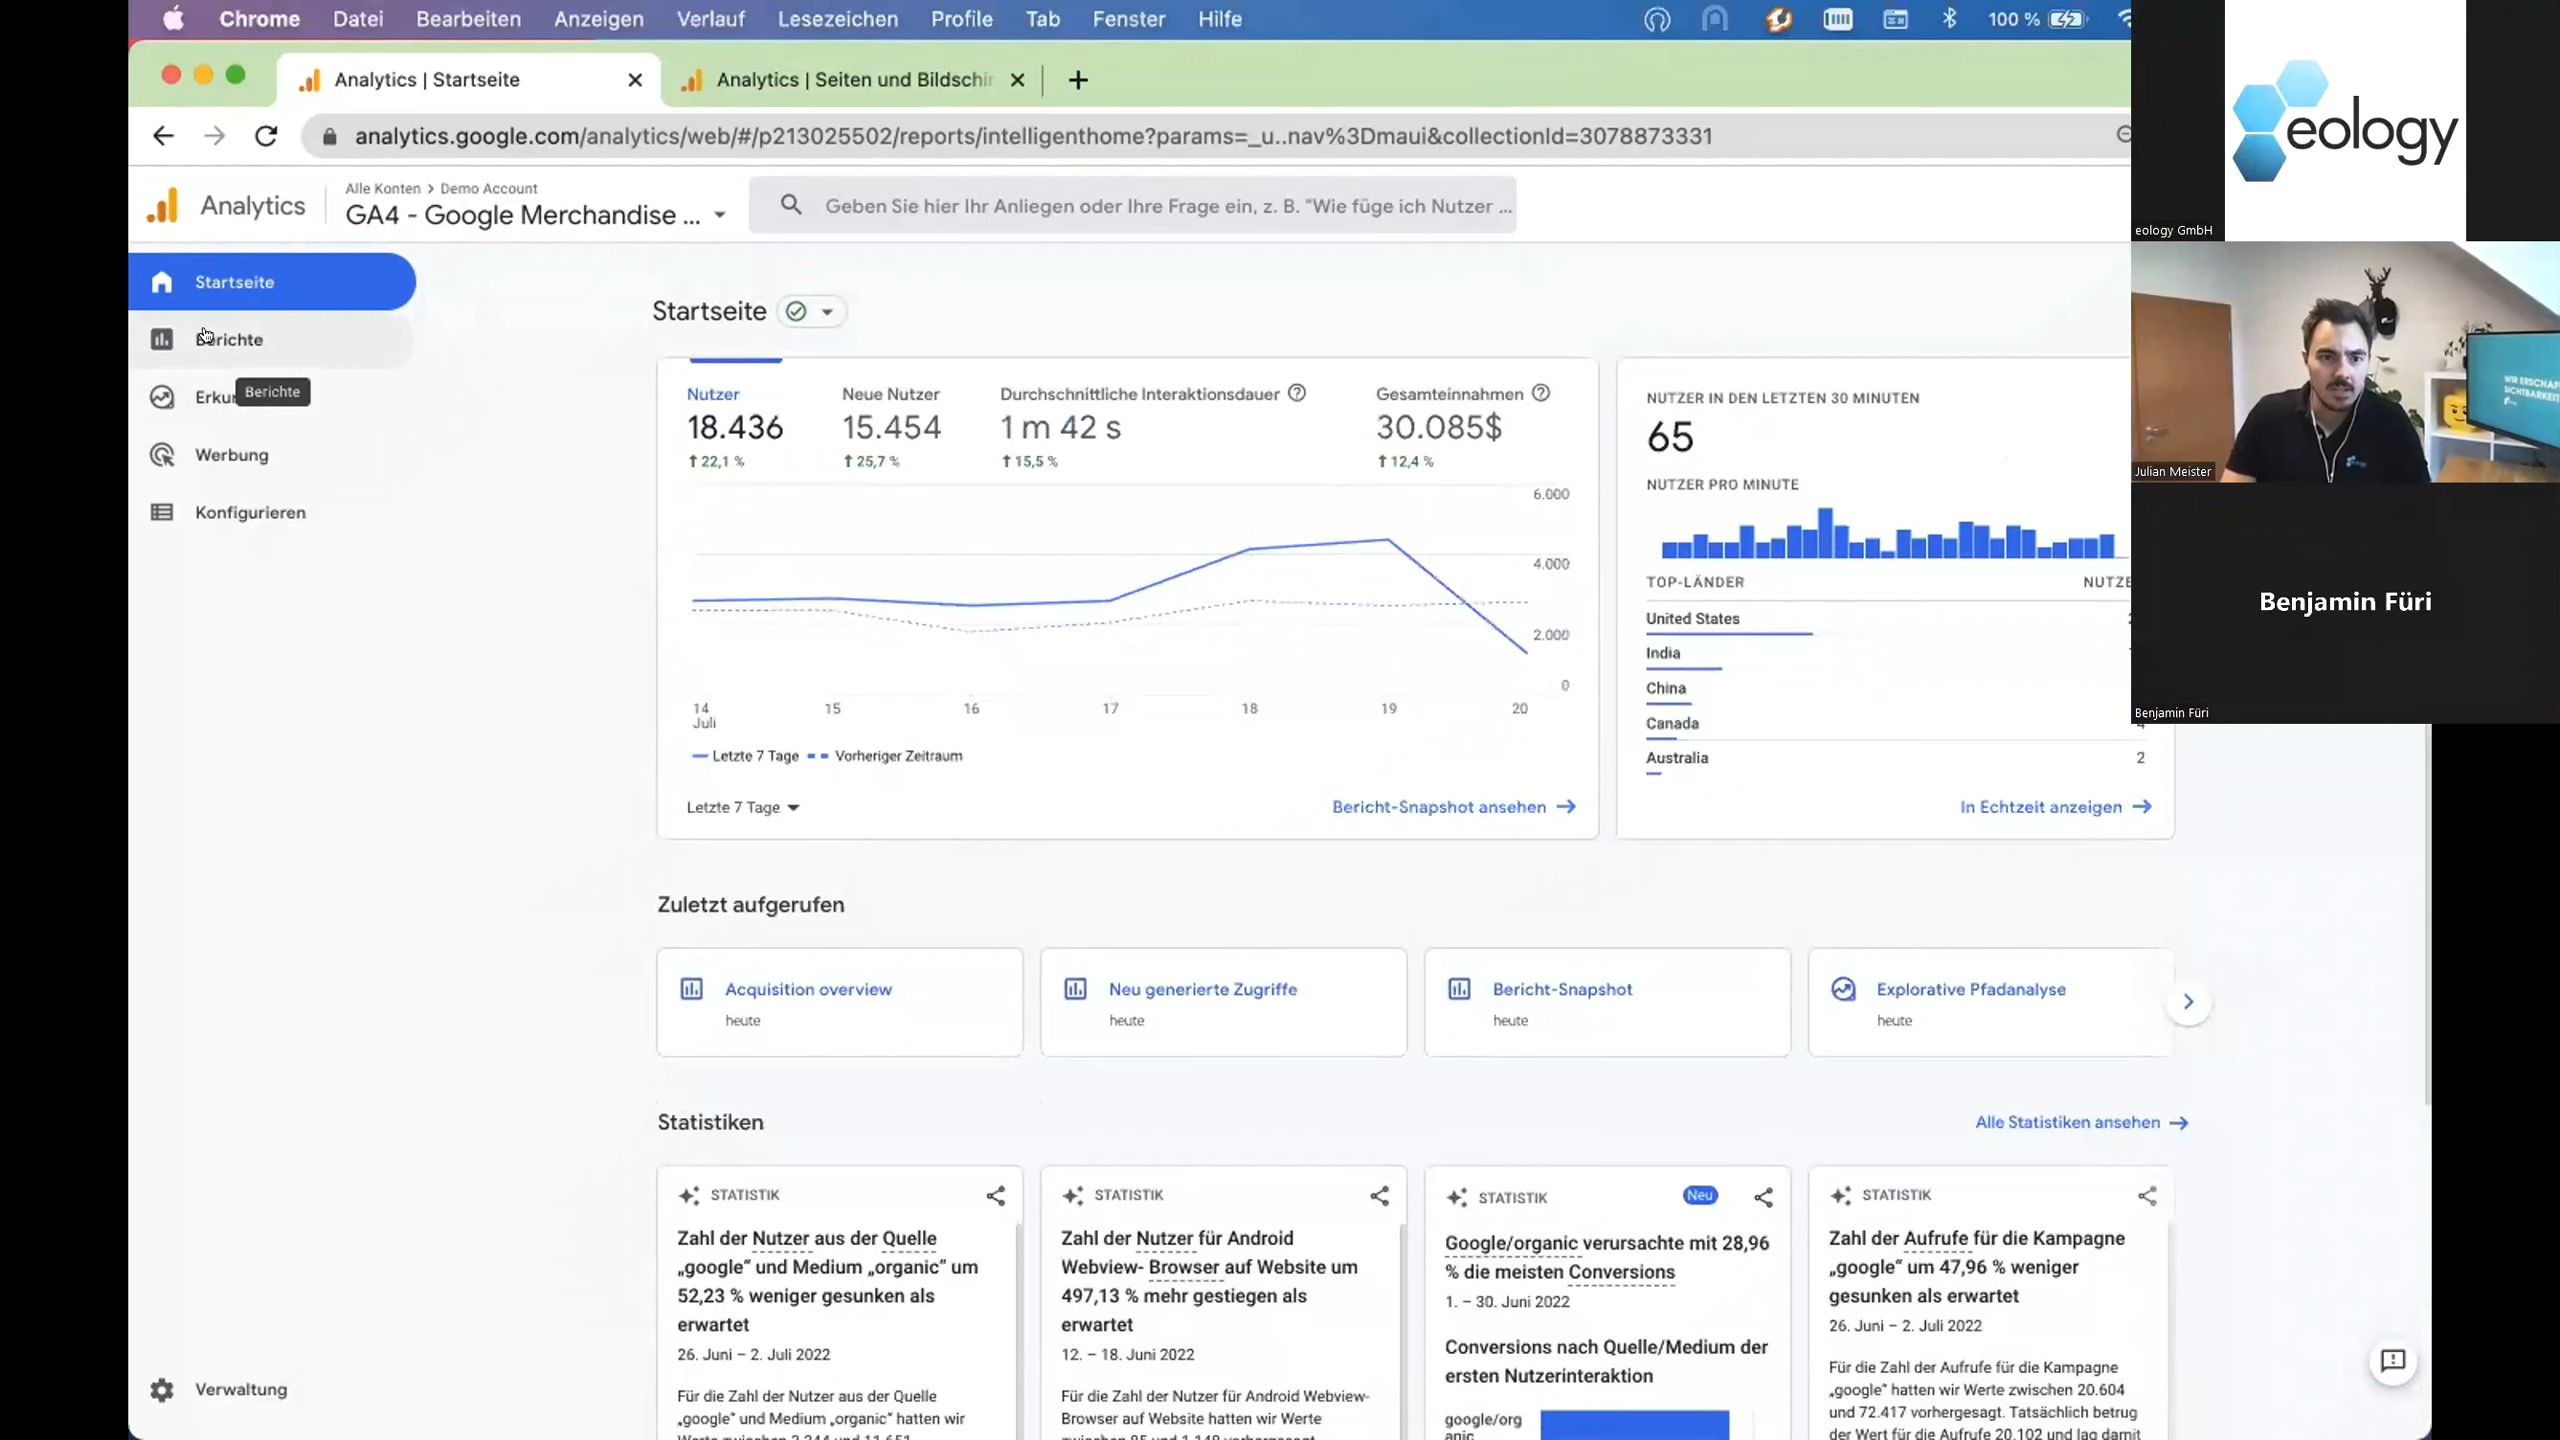 Chrome Datei Bearbeiten Anzeigen Verlauf Lesezeichen Profile Tab Fenster Hilfe
100 %
Analytics | Startseite
Analytics | Seiten und Bildschir
analytics.google.com/analytics/web/#/p213025502/reports/intelligenthome?params=_u..nav%3Dmaui&collectionId=3078873331
Analytics
Alle Konten > Demo Account
GA4 - Google Merchandise ...
Geben Sie hier Ihr Anliegen oder Ihre Frage ein, z. B. "Wie füge ich Nutzer ...
Startseite
Berichte
Berichte
Werbung
Konfigurieren
Verwaltung
Startseite
Nutzer
18.436
22,1 %
Neue Nutzer
15.454
25,7 %
Durchschnittliche Interaktionsdauer
1 m 42 s
15,5 %
Gesamteinnahmen
30.085$
12,4 %
6.000
4.000
2.000
0
14 15 16 17 18 19 20
Juli
Letzte 7 Tage Vorheriger Zeitraum
Letzte 7 Tage
Bericht-Snapshot ansehen
NUTZER IN DEN LETZTEN 30 MINUTEN
65
NUTZER PRO MINUTE
TOP-LÄNDER
United States
India
China
Canada
Australia 2
In Echtzeit anzeigen
Zuletzt aufgerufen
Acquisition overview
heute
Neu generierte Zugriffe
heute
Bericht-Snapshot
heute
Explorative Pfadanalyse
heute
Statistiken
Alle Statistiken ansehen
STATISTIK
Zahl der Nutzer aus der Quelle
„google“ und Medium „organic“ um
52,23 % weniger gesunken als
erwartet
26. Juni – 2. Juli 2022
Für die Zahl der Nutzer aus der Quelle
„google“ und Medium „organic“ hatten wir
STATISTIK
Zahl der Nutzer für Android
Webview- Browser auf Website um
497,13 % mehr gestiegen als
erwartet
12. – 18. Juni 2022
Für die Zahl der Nutzer für Android Webview-
Browser auf Website hatten wir Werte
STATISTIK
Neu
Google/organic verursachte mit 28,96
% die meisten Conversions
1. – 30. Juni 2022
Conversions nach Quelle/Medium der
ersten Nutzerinteraktion
google/org
anic
STATISTIK
Zahl der Aufrufe für die Kampagne
„google“ um 47,96 % weniger
gesunken als erwartet
26. Juni – 2. Juli 2022
Für die Zahl der Aufrufe für die Kampagne
„google“ hatten wir Werte zwischen 20.604
und 72.417 vorhergesagt. Tatsächlich betrug
der Wert für die Aufrufe 20.102 und lag damit
eology
eology GmbH
Julian Meister
Benjamin Füri
Benjamin Füri